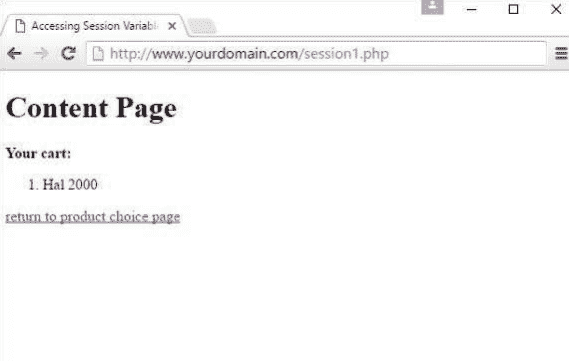 Accessing Session Variabl
http://www.yourdomain.com/session1.php
Content Page
Your cart:
1. Hal 2000
return to product choice page